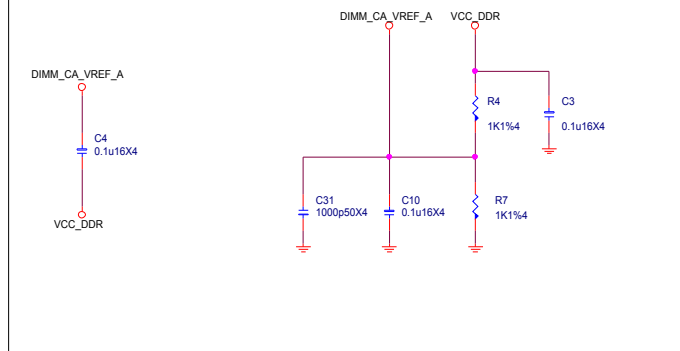 DIMM_CA_VREF_A
VCC_DDR
DIMM_CA_VREF_A
C4
0.1u16X4
VCC_DDR
R4
1K1%4
C3
0.1u16X4
C31
1000p50X4
C10
0.1u16X4
R7
1K1%4